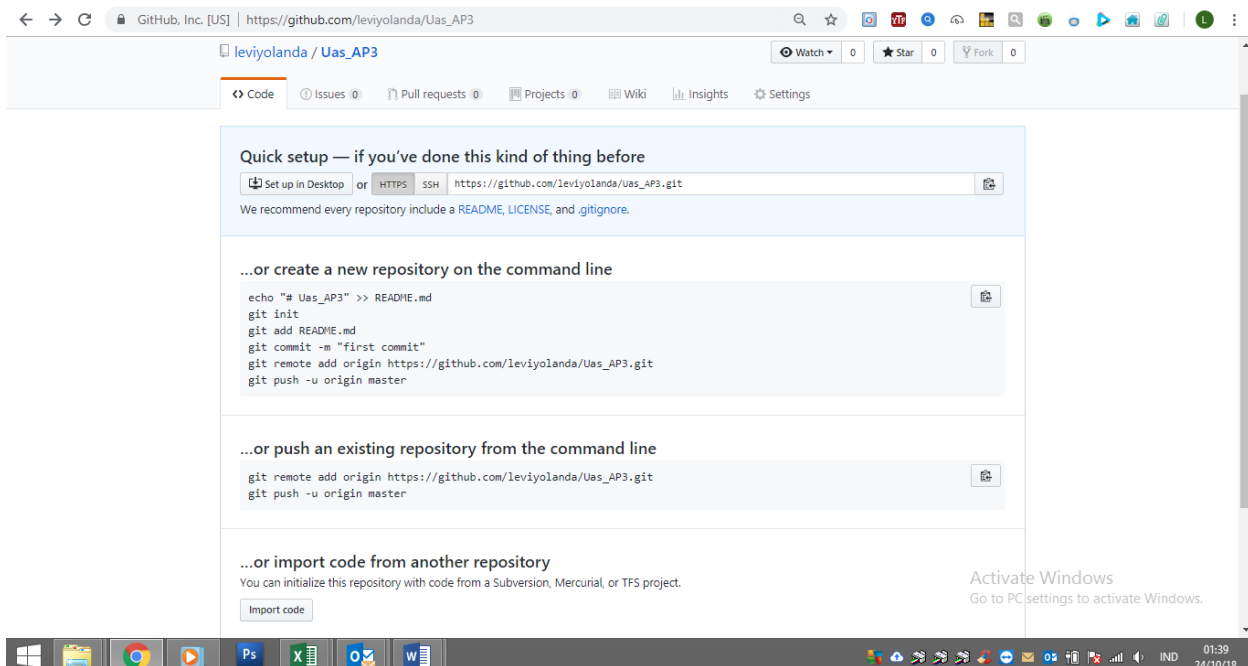 GitHub, Inc. [US] | https://github.com/leviyolanda/Uas_AP3
YTP
L
leviyolanda / Uas_AP3
Watch 0 Star 0 Fork 0
Code Issues 0 Pull requests 0 Projects 0 Wiki Insights Settings
Quick setup — if you've done this kind of thing before
Set up in Desktop or HTTPS SSH https://github.com/leviyolanda/Uas_AP3.git
We recommend every repository include a README, LICENSE, and .gitignore.
...or create a new repository on the command line
echo "# Uas_AP3" >> README.md
git init
git add README.md
git commit -m "first commit"
git remote add origin https://github.com/leviyolanda/Uas_AP3.git
git push -u origin master
...or push an existing repository from the command line
git remote add origin https://github.com/leviyolanda/Uas_AP3.git
git push -u origin master
...or import code from another repository
You can initialize this repository with code from a Subversion, Mercurial, or TFS project.
Import code
Activate Windows
Go to PC settings to activate Windows.
Ps
IND
01:39
24/10/18